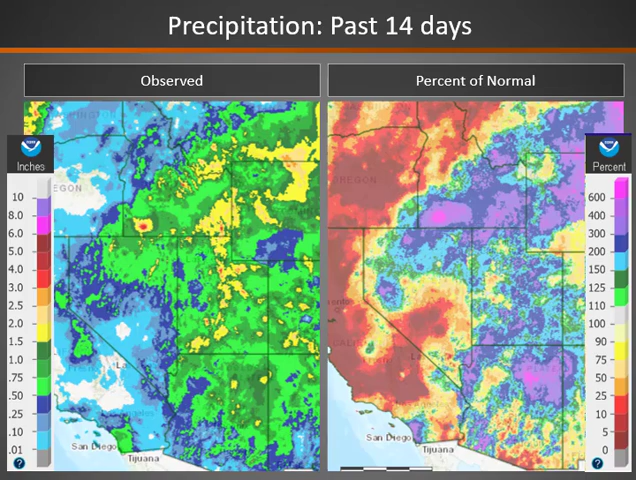 Precipitation: Past 14 days
Observed
Percent of Normal
Inches
10
8.0
6.0
5.0
4.0
3.0
2.5
2.0
1.5
1.0
.75
.50
.25
.10
.01
?
EGON
San Diego
Tijuana
OREGON
San Diego
Tijuana
Percent
600
400
300
200
150
125
110
100
90
75
50
25
10
5
0
?